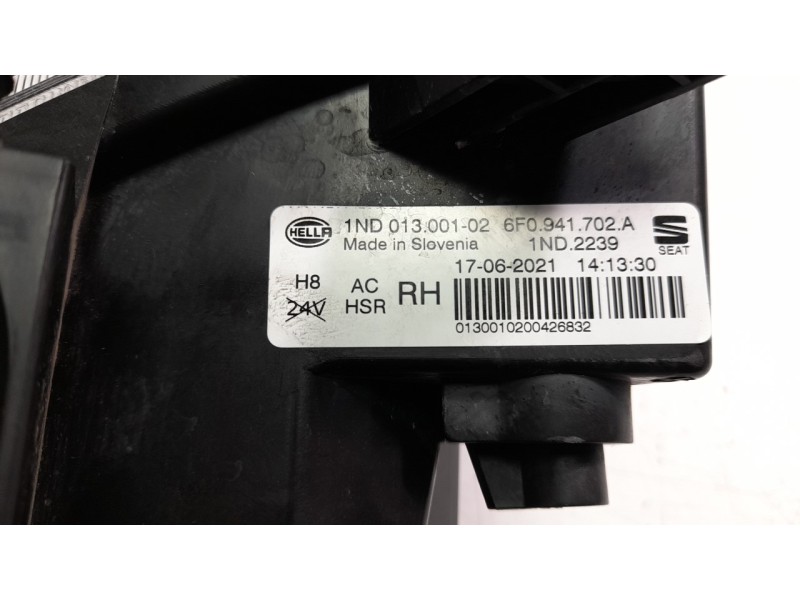 HELLA 1ND 013.001-02 6F0.941.702.A
Made in Slovenia 1ND.2239 SEAT
17-06-2021 14:13:30
H8 AC RH
24V HSR
0130010200426832